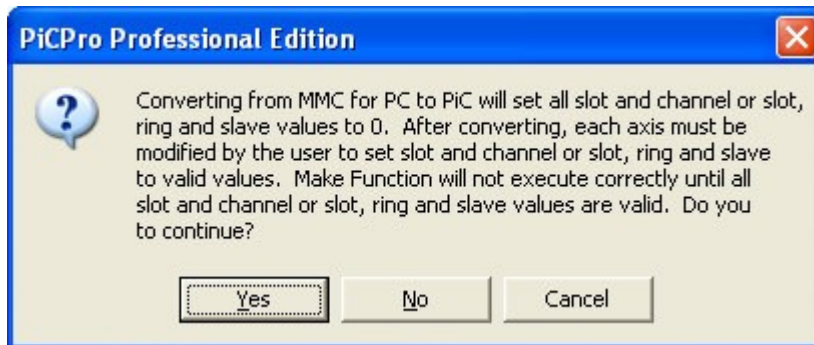 PiCPro Professional Edition
Converting from MMC for PC to PiC will set all slot and channel or slot,
ring and slave values to 0.  After converting, each axis must be
modified by the user to set slot and channel or slot, ring and slave
to valid values.  Make Function will not execute correctly until all
slot and channel or slot, ring and slave values are valid.  Do you
to continue?
Yes No Cancel